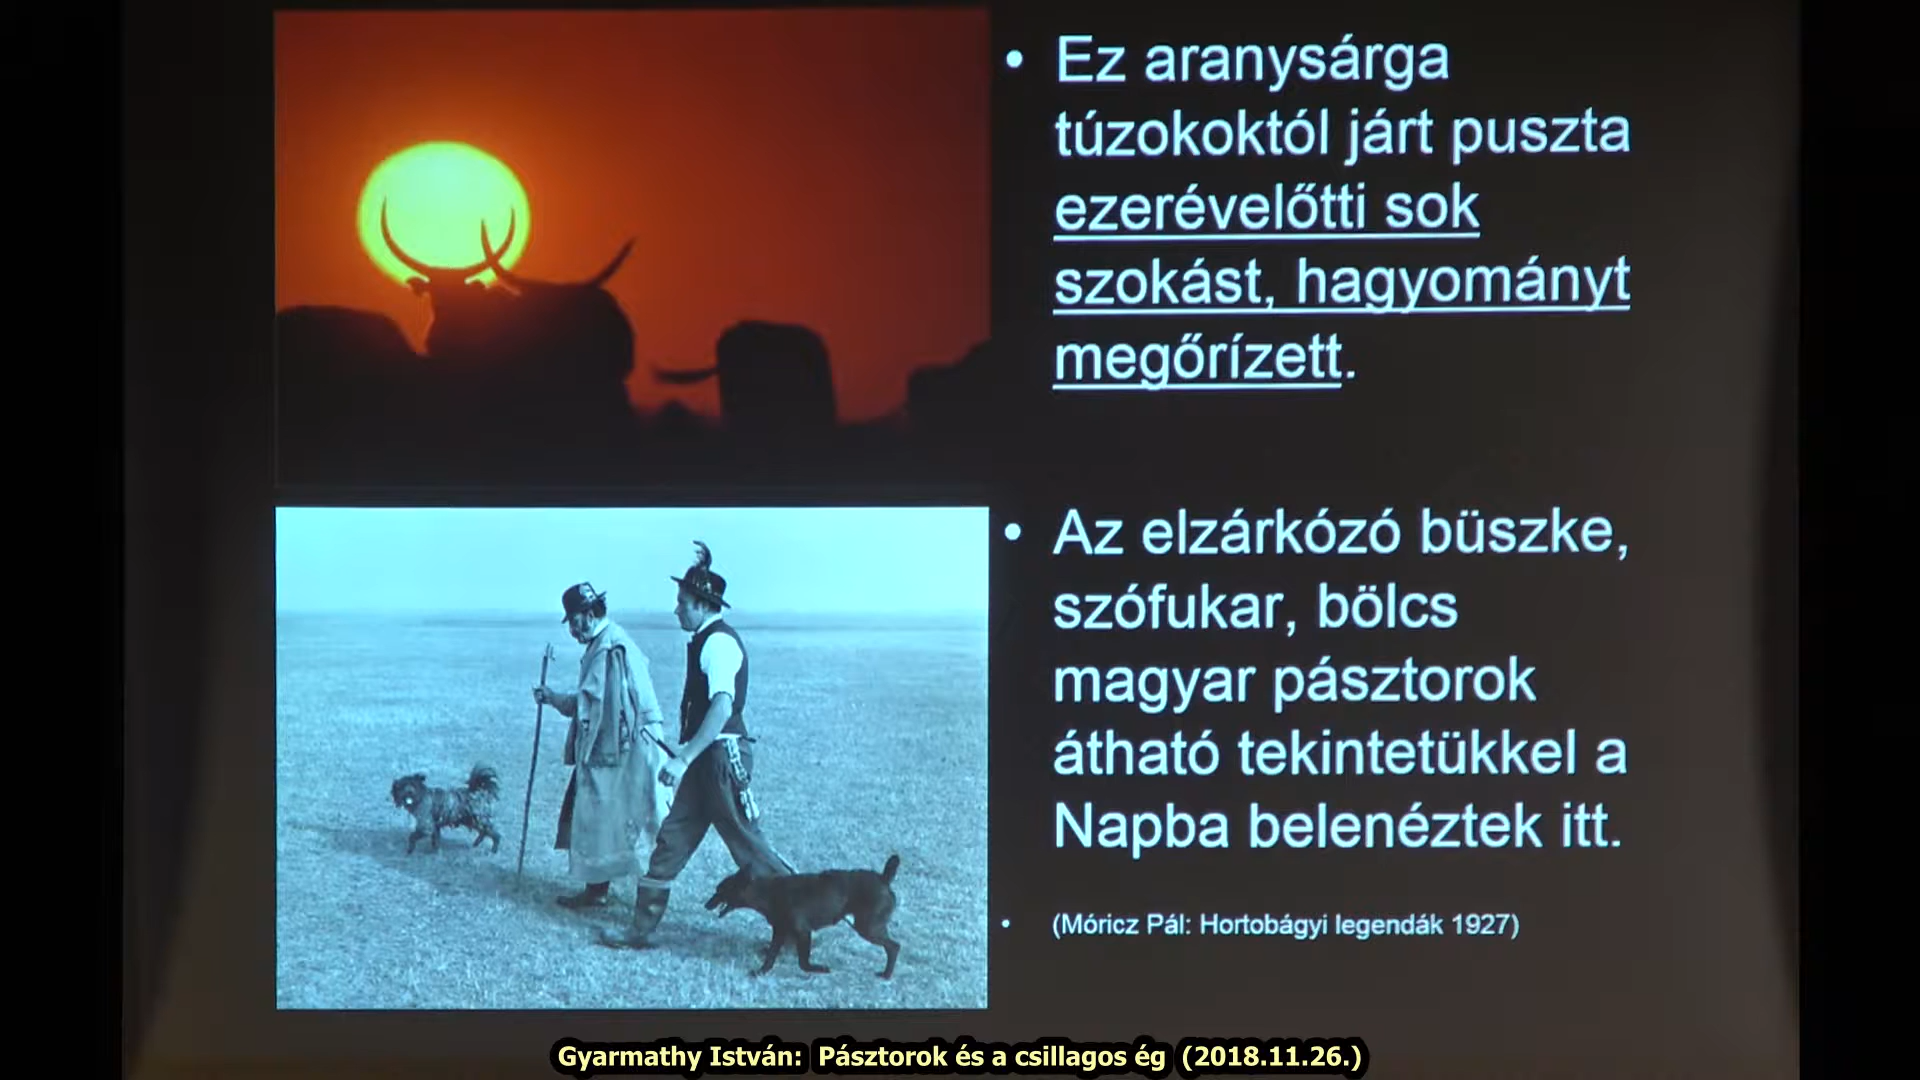 • Ez aranysárga
túzokoktól járt puszta
ezerévelőtti sok
szokást, hagyományt
megőrízett.
• Az elzárkózó büszke,
szófukar, bölcs
magyar pásztorok
átható tekintetükkel a
Napba belenéztek itt.
• (Móricz Pál: Hortobágyi legendák 1927)
Gyarmathy István: Pásztorok és a csillagos ég (2018.11.26.)